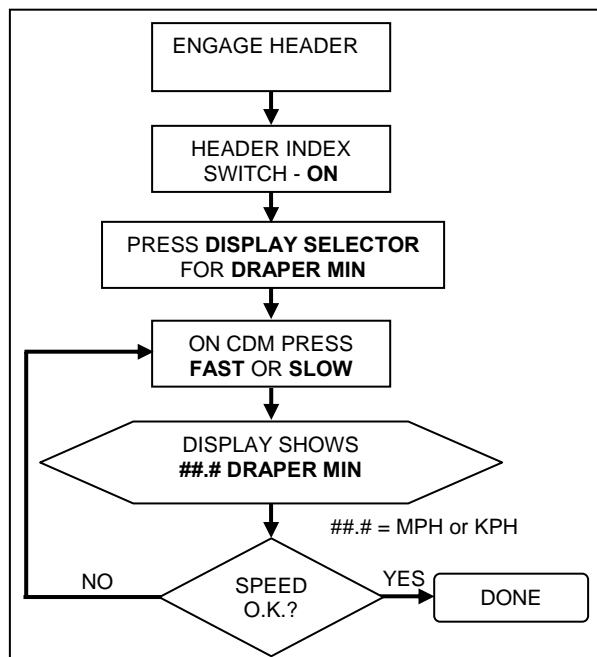 ENGAGE HEADER
HEADER INDEX
SWITCH - ON
PRESS DISPLAY SELECTOR
FOR DRAPER MIN
ON CDM PRESS
FAST OR SLOW
DISPLAY SHOWS
##.# DRAPER MIN
##.# = MPH or KPH
NO
SPEED
O.K.?
YES
DONE